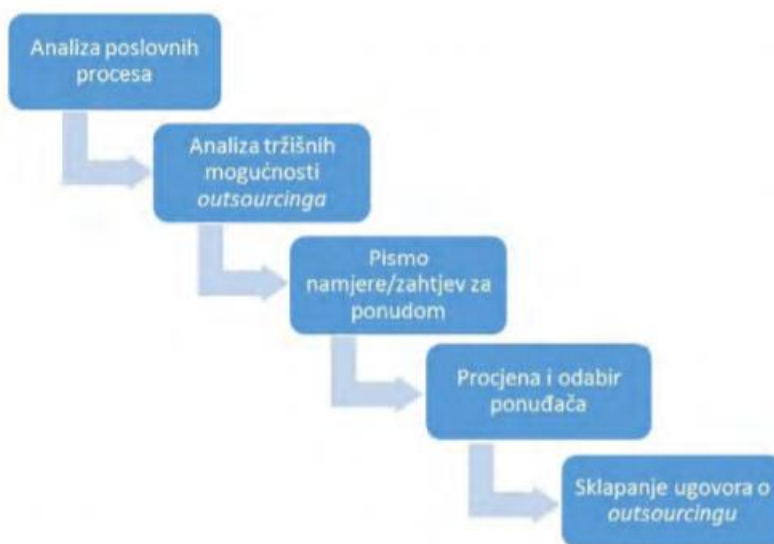 Analiza poslovnih
procesa
Analiza tržišnih
mogućnosti
outsourcinga
Pismo
namjere/zahtjev za
ponudom
Procjena i odabir
ponuđača
Sklapanje ugovora o
outsourcingu